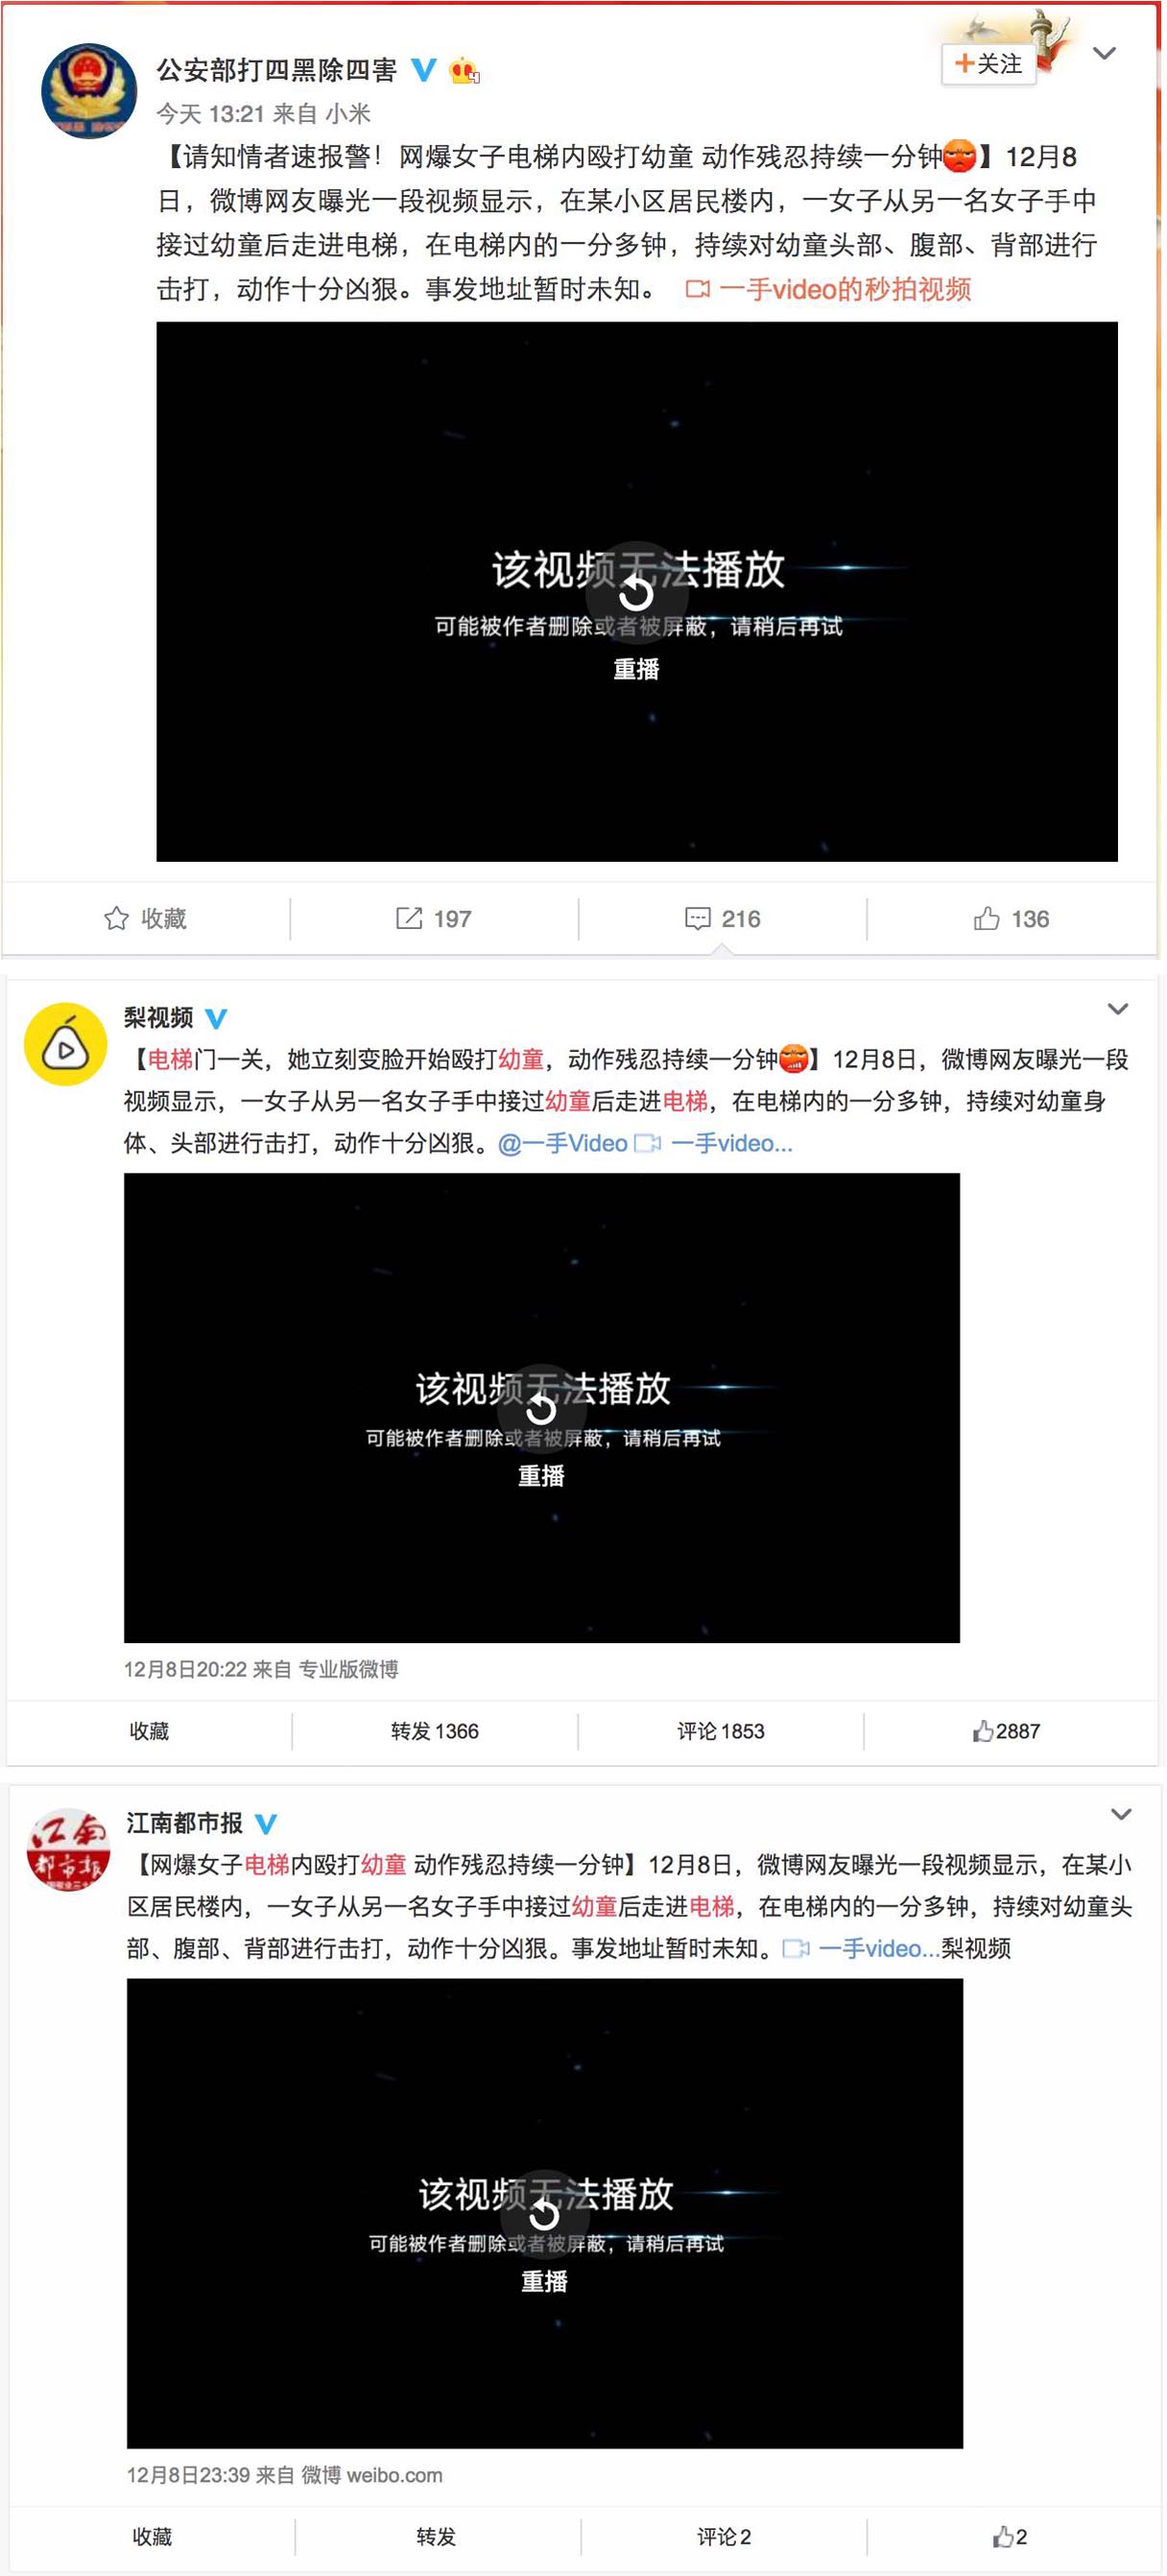 公安部打四黑除四害
+关注
今天 13:21 来自 小米
【请知情者速报警！网爆女子电梯内殴打幼童 动作残忍持续一分钟】12月8
日，微博网友曝光一段视频显示，在某小区居民楼内，一女子从另一名女子手中
接过幼童后走进电梯，在电梯内的一分多钟，持续对幼童头部、腹部、背部进行
击打，动作十分凶狠。事发地址暂时未知。 一手video的秒拍视频
该视频无法播放
可能被作者删除或者被屏蔽，请稍后再试
重播
收藏 197 216 136
梨视频
【电梯门一关，她立刻变脸开始殴打幼童，动作残忍持续一分钟】12月8日，微博网友曝光一段
视频显示，一女子从另一名女子手中接过幼童后走进电梯，在电梯内的一分多钟，持续对幼童身
体、头部进行击打，动作十分凶狠。@一手Video 一手video...
该视频无法播放
可能被作者删除或者被屏蔽，请稍后再试
重播
12月8日20:22 来自 专业版微博
收藏 转发1366 评论1853 2887
江南都市报
江南
都市报
【网爆女子电梯内殴打幼童 动作残忍持续一分钟】12月8日，微博网友曝光一段视频显示，在某小
区居民楼内，一女子从另一名女子手中接过幼童后走进电梯，在电梯内的一分多钟，持续对幼童头
部、腹部、背部进行击打，动作十分凶狠。事发地址暂时未知。 一手video...梨视频
该视频无法播放
可能被作者删除或者被屏蔽，请稍后再试
重播
12月8日23:39 来自 微博 weibo.com
收藏 转发 评论2 2